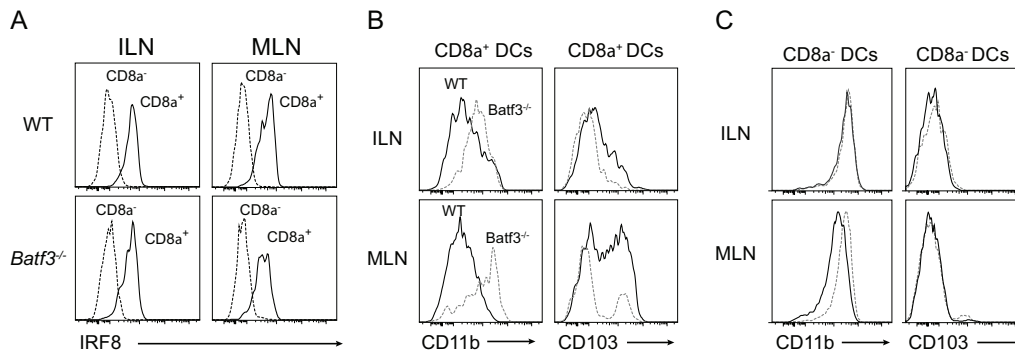 A
ILN
MLN
WT
CD8a⁻
CD8a⁺
CD8a⁻
CD8a⁺
Batf3⁻/⁻
CD8a⁻
CD8a⁺
CD8a⁻
CD8a⁺
IRF8
B
CD8a⁺ DCs
CD8a⁺ DCs
ILN
WT
Batf3⁻/⁻
MLN
WT
Batf3⁻/⁻
CD11b
CD103
C
CD8a⁻ DCs
CD8a⁻ DCs
ILN
MLN
CD11b
CD103